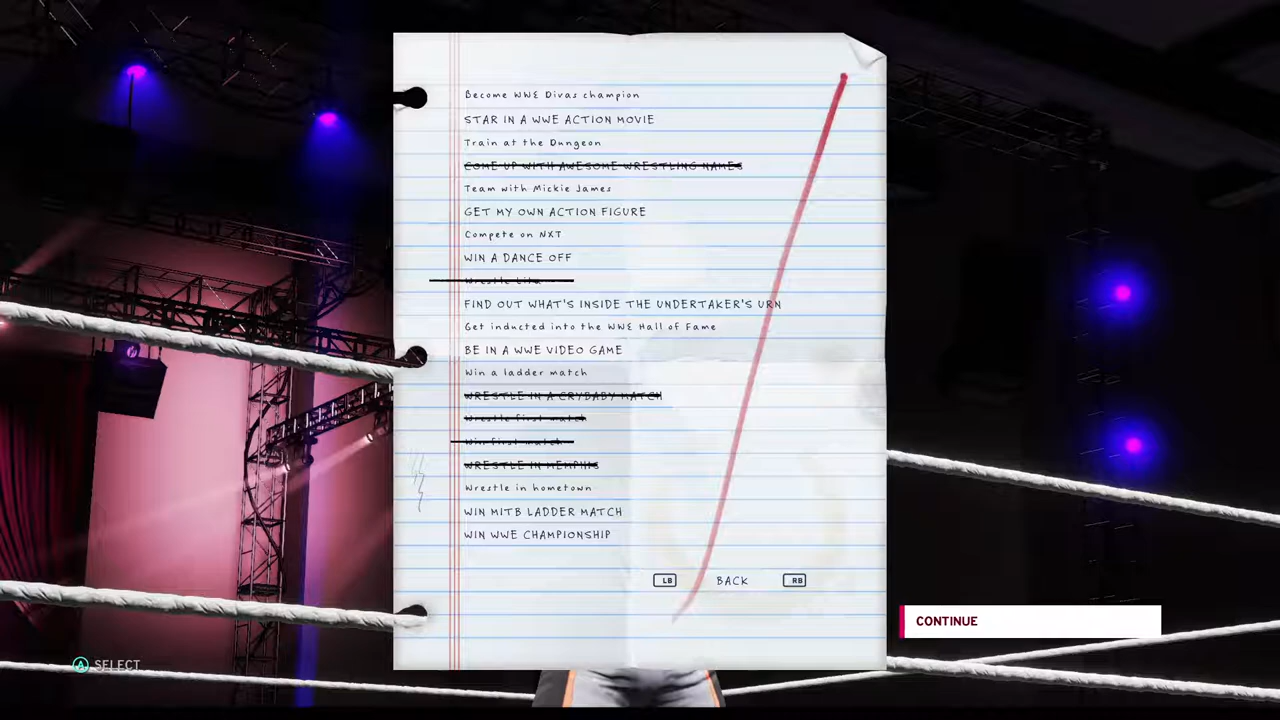 Become WWE Divas champion
STAR IN A WWE ACTION MOVIE
Train at the Dungeon
COME UP WITH AWESOME WRESTLING NAMES
Team with Mickie James
GET MY OWN ACTION FIGURE
Compete on NXT
WIN A DANCE OFF
Wrestle Lita
FIND OUT WHAT'S INSIDE THE UNDERTAKER'S URN
Get inducted into the WWE Hall of Fame
BE IN A WWE VIDEO GAME
Win a ladder match
WRESTLE IN A CRYBABY MATCH
Wrestle first match
Win first match
WRESTLE IN MEMPHIS
Wrestle in hometown
WIN MITB LADDER MATCH
WIN WWE CHAMPIONSHIP
LB BACK RB
CONTINUE
A SELECT